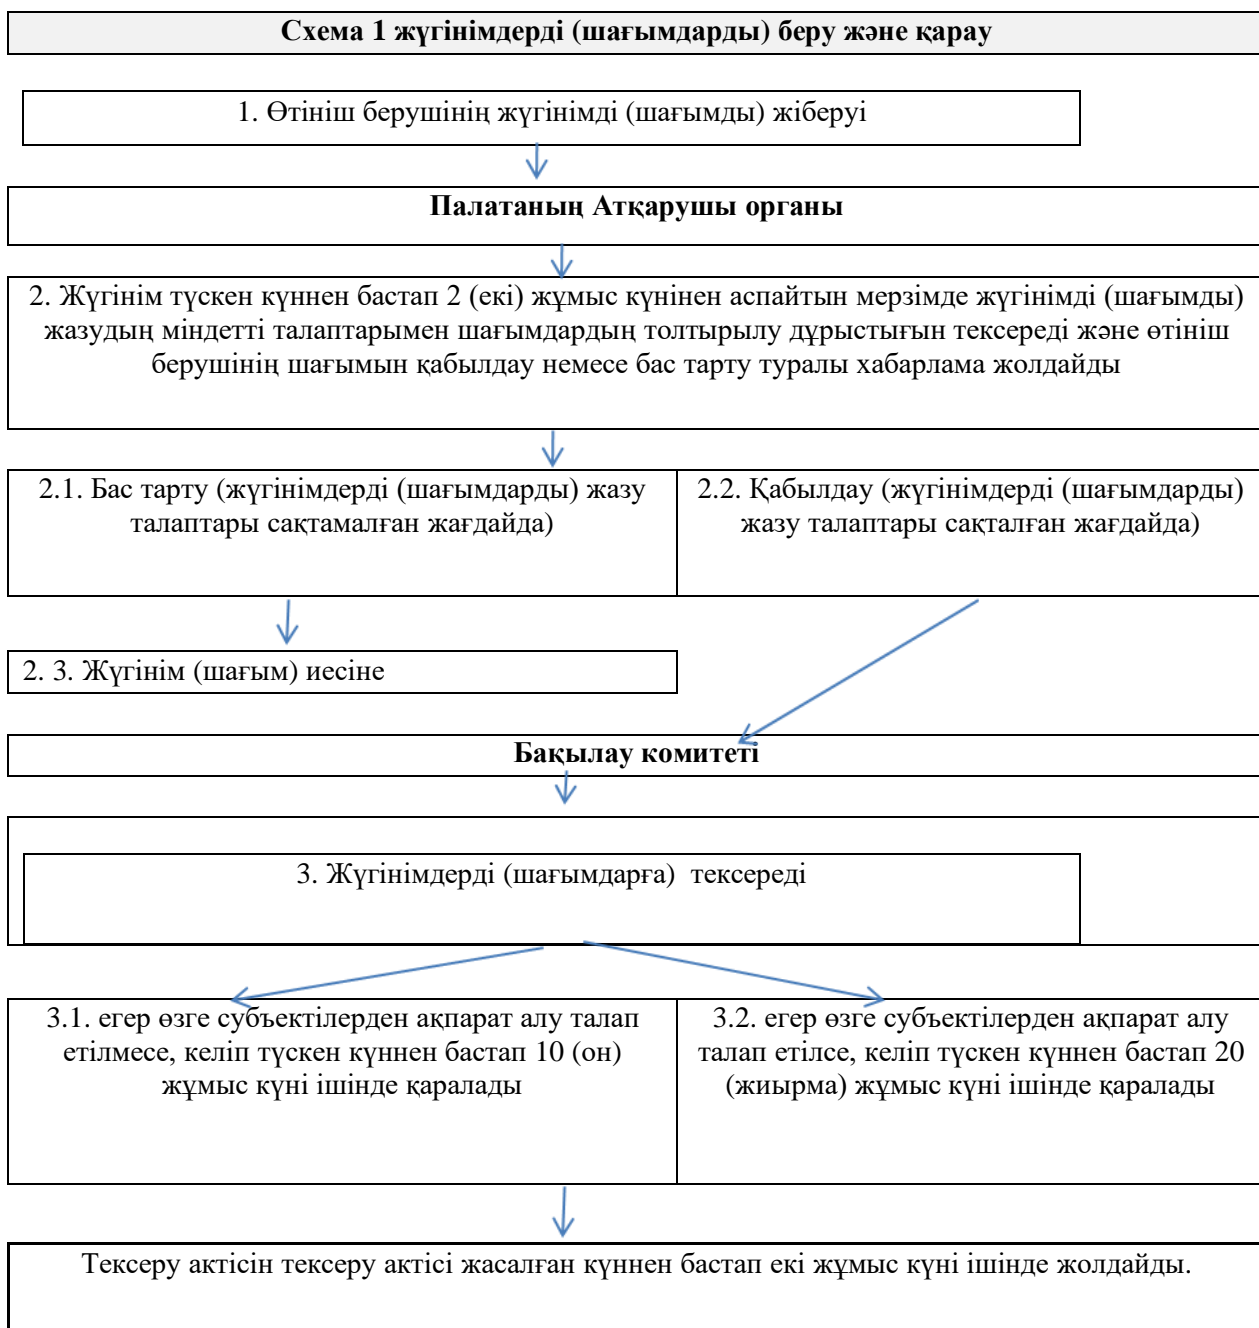 Схема 1 жүгінімдерді (шағымдарды) беру және қарау
1. Өтініш берушінің жүгінімді (шағымды) жіберуі
Палатаның Атқарушы органы
2. Жүгінім түскен күннен бастап 2 (екі) жұмыс күнінен аспайтын мерзімде жүгінімді (шағымды)
жазудың міндетті талаптарымен шағымдардың толтырылу дұрыстығын тексереді және өтініш
берушінің шағымын қабылдау немесе бас тарту туралы хабарлама жолдайды
2.1. Бас тарту (жүгінімдерді (шағымдарды) жазу
талаптары сақтамалған жағдайда)
2.2. Қабылдау (жүгінімдерді (шағымдарды)
жазу талаптары сақталған жағдайда)
2. 3. Жүгінім (шағым) иесіне
Бақылау комитеті
3. Жүгінімдерді (шағымдарға)  тексереді
3.1. егер өзге субъектілерден ақпарат алу талап
етілмесе, келіп түскен күннен бастап 10 (он)
жұмыс күні ішінде қаралады
3.2. егер өзге субъектілерден ақпарат алу
талап етілсе, келіп түскен күннен бастап 20
(жиырма) жұмыс күні ішінде қаралады
Тексеру актісін тексеру актісі жасалған күннен бастап екі жұмыс күні ішінде жолдайды.